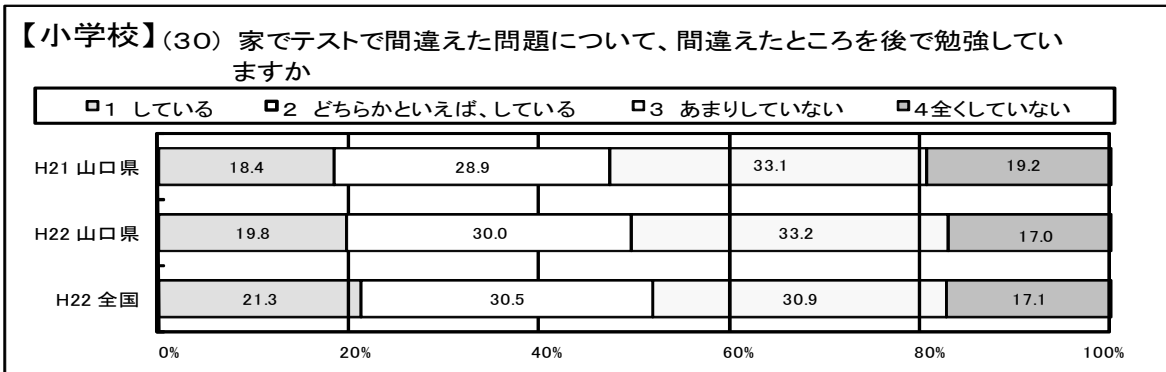 【小学校】(30) 家でテストで間違えた問題について、間違えたところを後で勉強してい
ますか
1 している 2 どちらかといえば、している 3 あまりしていない 4全くしていない
H21 山口県 18.4 28.9 33.1 19.2
H22 山口県 19.8 30.0 33.2 17.0
H22 全国 21.3 30.5 30.9 17.1
0% 20% 40% 60% 80% 100%